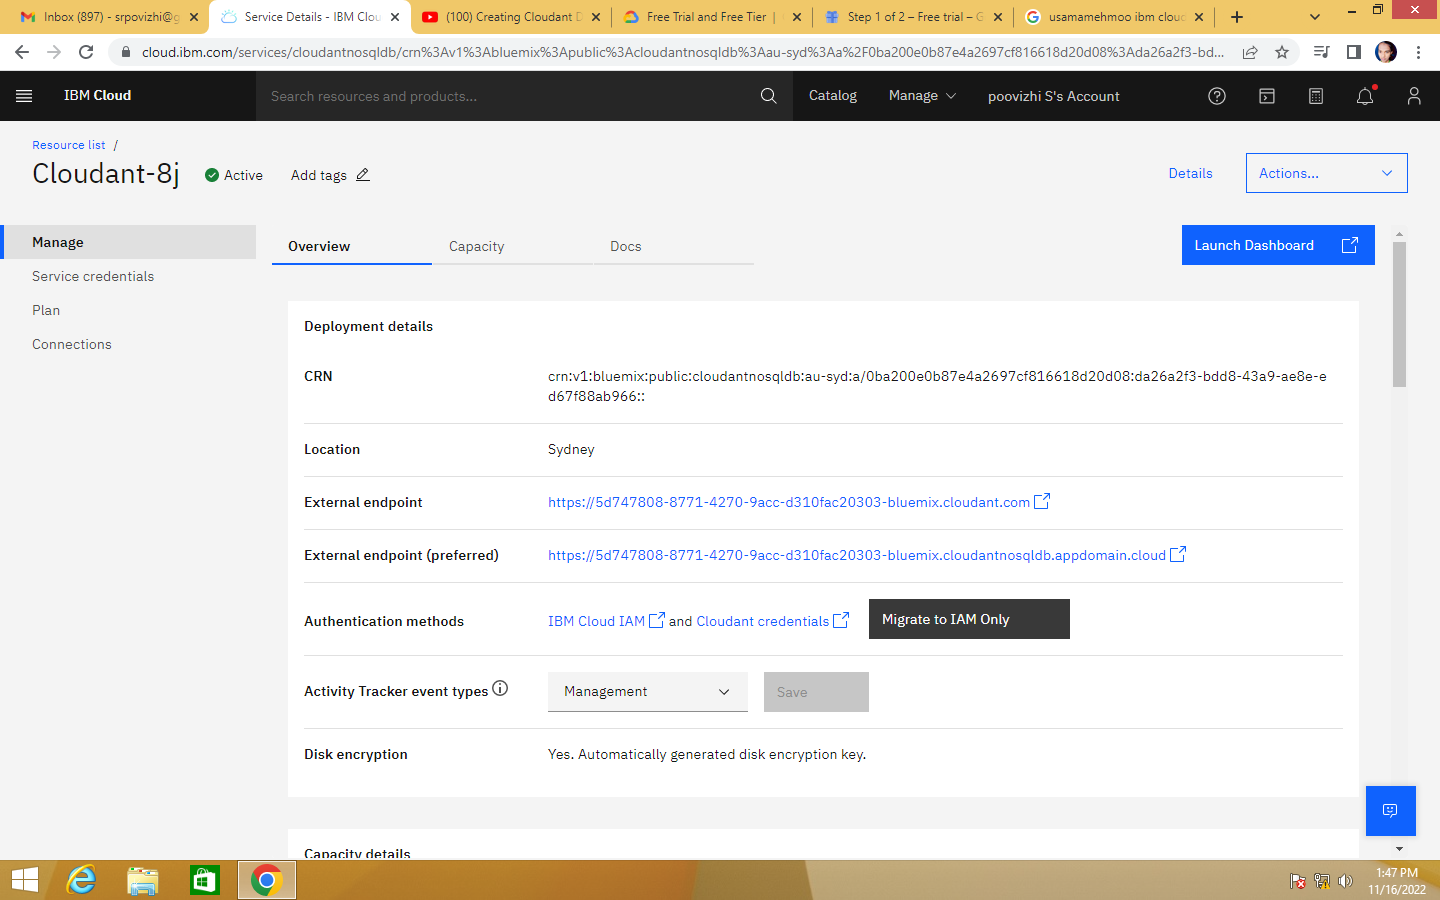 Inbox (897) - srpovizhi@g
Service Details - IBM Clou
(100) Creating Cloudant D
Free Trial and Free Tier |
Step 1 of 2 – Free trial – G
usamamehmoo ibm cloud
cloud.ibm.com/services/cloudantnosqldb/crn%3Av1%3Abluemix%3Apublic%3Acloudantnosqldb%3Aau-syd%3Aa%2F0ba200e0b87e4a2697cf816618d20d08%3Ada26a2f3-bd...
IBM Cloud
Search resources and products...
Catalog
Manage
poovizhi S's Account
Resource list /
Cloudant-8j
Active
Add tags
Details
Actions...
Manage
Service credentials
Plan
Connections
Overview
Capacity
Docs
Launch Dashboard
Deployment details
CRN
crn:v1:bluemix:public:cloudantnosqldb:au-syd:a/0ba200e0b87e4a2697cf816618d20d08:da26a2f3-bdd8-43a9-ae8e-e
d67f88ab966::
Location
Sydney
External endpoint
https://5d747808-8771-4270-9acc-d310fac20303-bluemix.cloudant.com
External endpoint (preferred)
https://5d747808-8771-4270-9acc-d310fac20303-bluemix.cloudantnosqldb.appdomain.cloud
Authentication methods
IBM Cloud IAM and Cloudant credentials
Migrate to IAM Only
Activity Tracker event types
Management
Save
Disk encryption
Yes. Automatically generated disk encryption key.
Capacity details
1:47 PM
11/16/2022